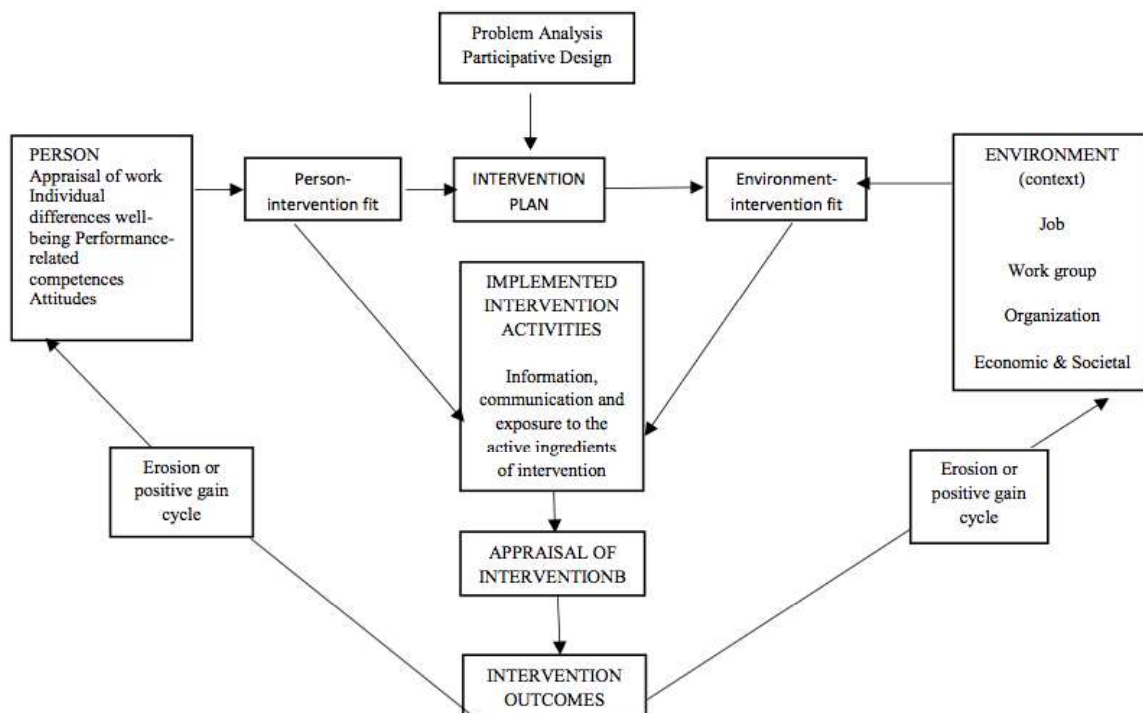 Problem Analysis
Participative Design
PERSON
Appraisal of work
Individual
differences well-
being Performance-
related
competences
Attitudes
Person-
intervention fit
INTERVENTION
PLAN
Environment-
intervention fit
ENVIRONMENT
(context)
Job
Work group
Organization
Economic & Societal
IMPLEMENTED
INTERVENTION
ACTIVITIES
Information,
communication and
exposure to the
active ingredients
of intervention
Erosion or
positive gain
cycle
Erosion or
positive gain
cycle
APPRAISAL OF
INTERVENTIONB
INTERVENTION
OUTCOMES